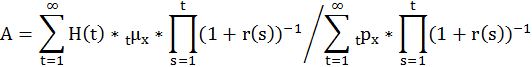 A = ∑_{t=1}^{∞} H(t) * ₜμₓ * ∏_{s=1}^{t} (1 + r(s))⁻¹ / ∑_{t=1}^{∞} ₜpₓ * ∏_{s=1}^{t} (1 + r(s))⁻¹